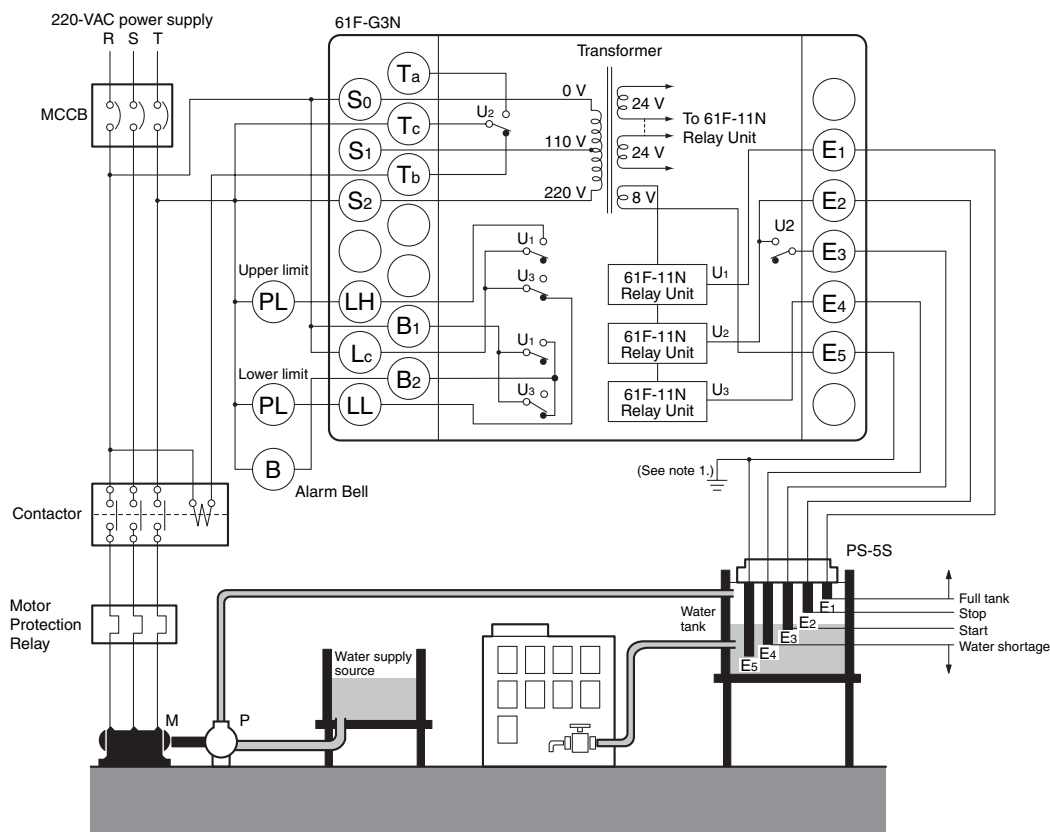 220-VAC power supply
R S T
MCCB
61F-G3N
Ta
S0
Tc
S1
Tb
S2
U2
Transformer
0 V
110 V
220 V
24 V
24 V
8 V
To 61F-11N
Relay Unit
E1
E2
U2
E3
E4
E5
Upper limit
PL
LH
B1
Lc
B2
Lower limit
PL
LL
B
Alarm Bell
U1
U3
U1
U3
61F-11N
Relay Unit
U1
61F-11N
Relay Unit
U2
61F-11N
Relay Unit
U3
(See note 1.)
Contactor
Motor
Protection
Relay
M
P
Water supply
source
Water
tank
PS-5S
E1
E2
E3
E4
E5
Full tank
Stop
Start
Water shortage